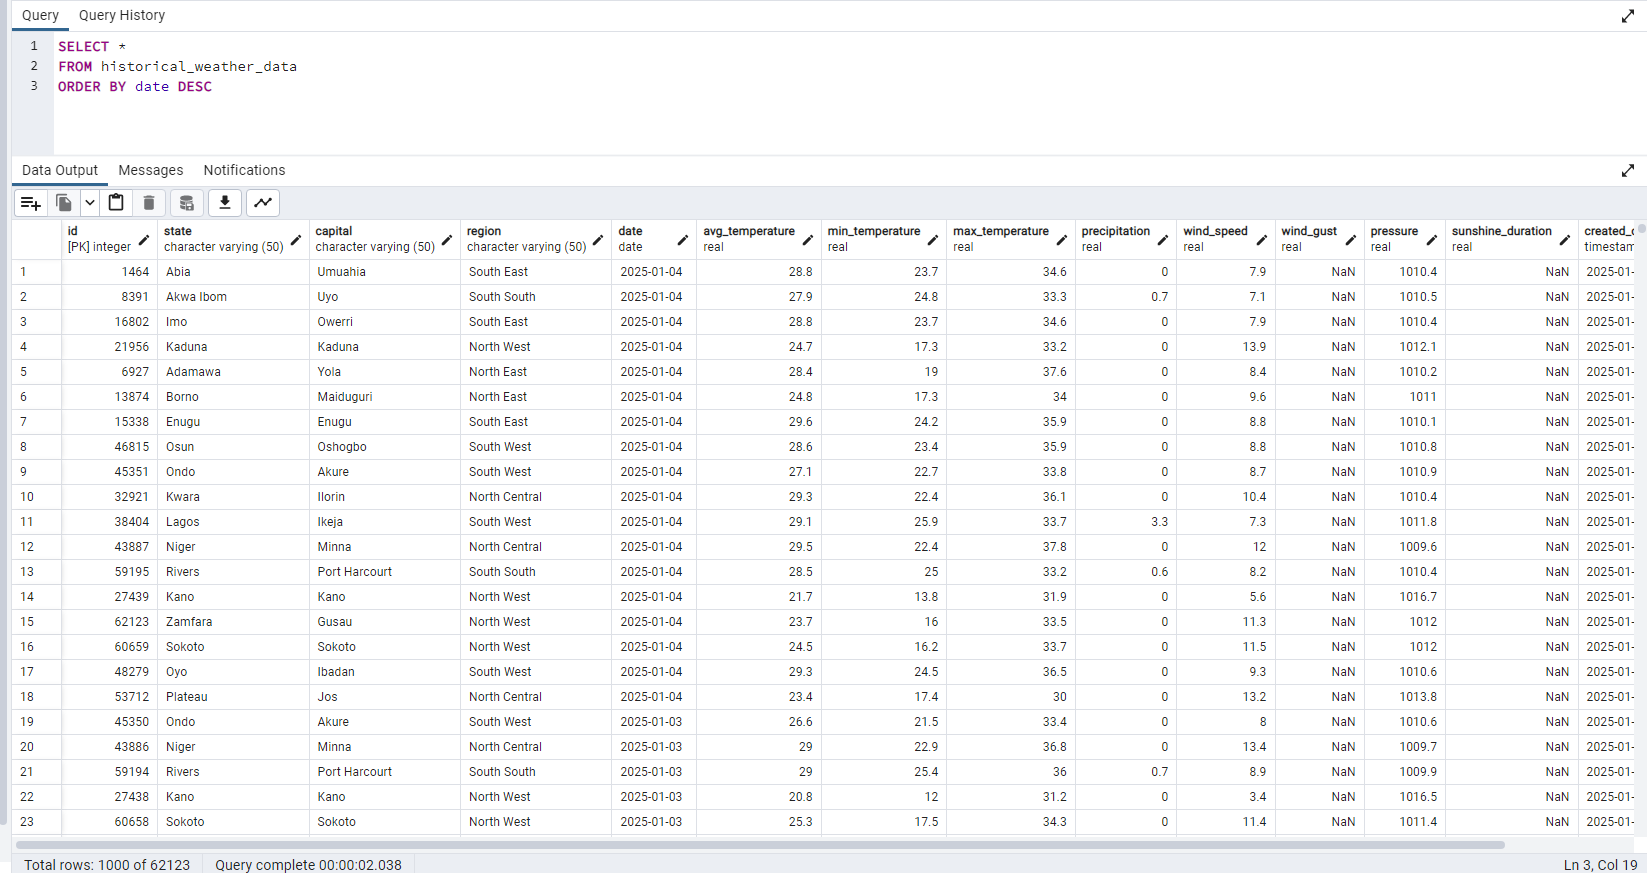 Query Query History
1 SELECT *
2 FROM historical_weather_data
3 ORDER BY date DESC
Data Output Messages Notifications
id state capital region date avg_temperature min_temperature max_temperature precipitation wind_speed wind_gust pressure sunshine_duration created_
[PK] integer character varying (50) character varying (50) character varying (50) date real real real real real real real real timestam
1 1464 Abia Umuahia South East 2025-01-04 28.8 23.7 34.6 0 7.9 NaN 1010.4 NaN 2025-01-
2 8391 Akwa Ibom Uyo South South 2025-01-04 27.9 24.8 33.3 0.7 7.1 NaN 1010.5 NaN 2025-01-
3 16802 Imo Owerri South East 2025-01-04 28.8 23.7 34.6 0 7.9 NaN 1010.4 NaN 2025-01-
4 21956 Kaduna Kaduna North West 2025-01-04 24.7 17.3 33.2 0 13.9 NaN 1012.1 NaN 2025-01-
5 6927 Adamawa Yola North East 2025-01-04 28.4 19 37.6 0 8.4 NaN 1010.2 NaN 2025-01-
6 13874 Borno Maiduguri North East 2025-01-04 24.8 17.3 34 0 9.6 NaN 1011 NaN 2025-01-
7 15338 Enugu Enugu South East 2025-01-04 29.6 24.2 35.9 0 8.8 NaN 1010.1 NaN 2025-01-
8 46815 Osun Oshogbo South West 2025-01-04 28.6 23.4 35.9 0 8.8 NaN 1010.8 NaN 2025-01-
9 45351 Ondo Akure South West 2025-01-04 27.1 22.7 33.8 0 8.7 NaN 1010.9 NaN 2025-01-
10 32921 Kwara Ilorin North Central 2025-01-04 29.3 22.4 36.1 0 10.4 NaN 1010.4 NaN 2025-01-
11 38404 Lagos Ikeja South West 2025-01-04 29.1 25.9 33.7 3.3 7.3 NaN 1011.8 NaN 2025-01-
12 43887 Niger Minna North Central 2025-01-04 29.5 22.4 37.8 0 12 NaN 1009.6 NaN 2025-01-
13 59195 Rivers Port Harcourt South South 2025-01-04 28.5 25 33.2 0.6 8.2 NaN 1010.4 NaN 2025-01-
14 27439 Kano Kano North West 2025-01-04 21.7 13.8 31.9 0 5.6 NaN 1016.7 NaN 2025-01-
15 62123 Zamfara Gusau North West 2025-01-04 23.7 16 33.5 0 11.3 NaN 1012 NaN 2025-01-
16 60659 Sokoto Sokoto North West 2025-01-04 24.5 16.2 33.7 0 11.5 NaN 1012 NaN 2025-01-
17 48279 Oyo Ibadan South West 2025-01-04 29.3 24.5 36.5 0 9.3 NaN 1010.6 NaN 2025-01-
18 53712 Plateau Jos North Central 2025-01-04 23.4 17.4 30 0 13.2 NaN 1013.8 NaN 2025-01-
19 45350 Ondo Akure South West 2025-01-03 26.6 21.5 33.4 0 8 NaN 1010.6 NaN 2025-01-
20 43886 Niger Minna North Central 2025-01-03 29 22.9 36.8 0 13.4 NaN 1009.7 NaN 2025-01-
21 59194 Rivers Port Harcourt South South 2025-01-03 29 25.4 36 0.7 8.9 NaN 1009.9 NaN 2025-01-
22 27438 Kano Kano North West 2025-01-03 20.8 12 31.2 0 3.4 NaN 1016.5 NaN 2025-01-
23 60658 Sokoto Sokoto North West 2025-01-03 25.3 17.5 34.3 0 11.4 NaN 1011.4 NaN 2025-01-
Total rows: 1000 of 62123 Query complete 00:00:02.038 Ln 3, Col 19